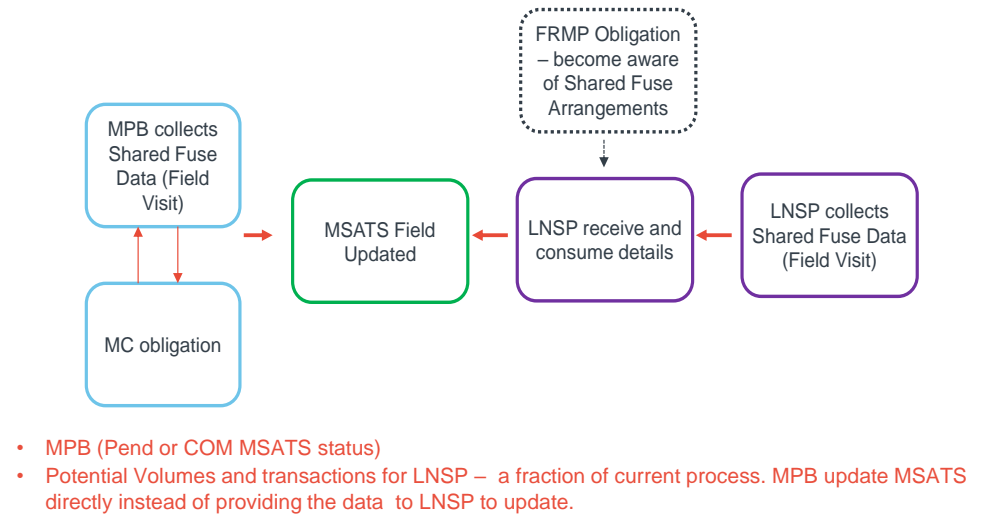 FRMP Obligation
– become aware
of Shared Fuse
Arrangements
MPB collects
Shared Fuse
Data (Field
Visit)
MSATS Field
Updated
LNSP receive and
consume details
LNSP collects
Shared Fuse Data
(Field Visit)
MC obligation
• MPB (Pend or COM MSATS status)
• Potential Volumes and transactions for LNSP – a fraction of current process. MPB update MSATS
directly instead of providing the data to LNSP to update.